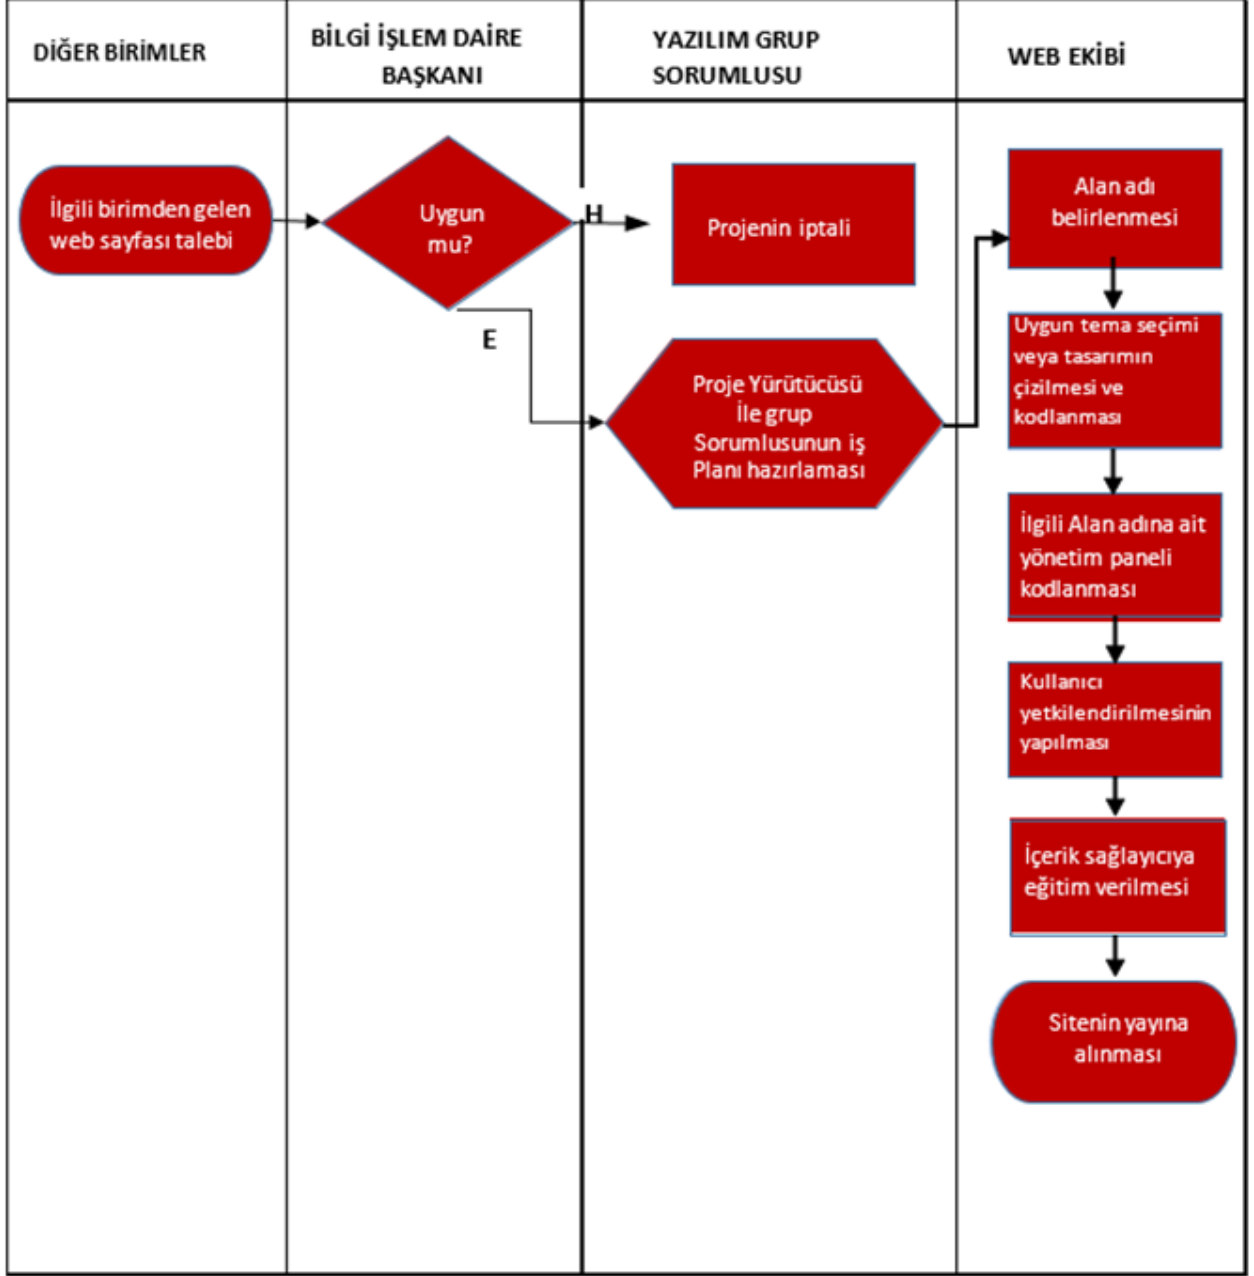 DİĞER BİRİMLER
BİLGİ İŞLEM DAİRE
BAŞKANI
YAZILIM GRUP
SORUMLUSU
WEB EKİBİ
İlgili birimden gelen
web sayfası talebi
Uygun
mu?
H
E
Projenin iptali
Proje Yürütücüsü
İle grup
Sorumlusunun iş
Planı hazırlaması
Alan adı
belirlenmesi
Uygun tema seçimi
veya tasarımın
çizilmesi ve
kodlanması
İlgili Alan adına ait
yönetim paneli
kodlanması
Kullanıcı
yetkilendirilmesinin
yapılması
İçerik sağlayıcıya
eğitim verilmesi
Sitenin yayına
alınması